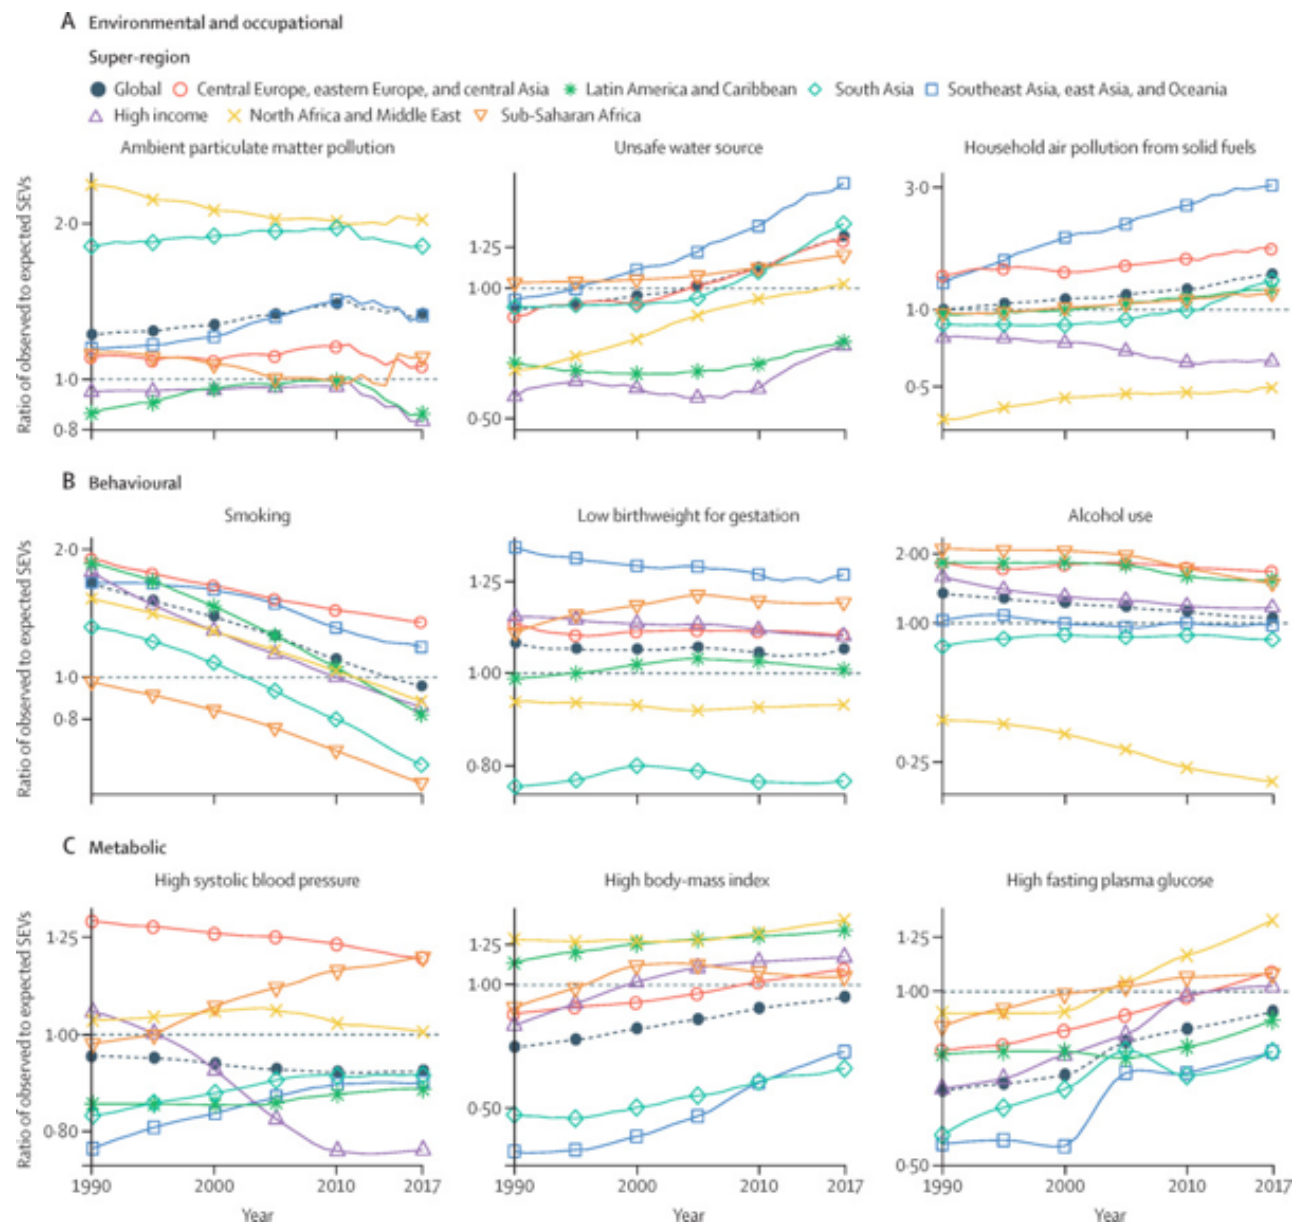 A Environmental and occupational
Super-region
Global Central Europe, eastern Europe, and central Asia Latin America and Caribbean South Asia Southeast Asia, east Asia, and Oceania
High income North Africa and Middle East Sub-Saharan Africa
Ambient particulate matter pollution Unsafe water source Household air pollution from solid fuels
Ratio of observed to expected SEVs
2·0
1·0
0·8
1·25
1·00
0·50
3·0
1·0
0·5
B Behavioural
Smoking Low birthweight for gestation Alcohol use
Ratio of observed to expected SEVs
2·0
1·0
0·8
1·25
1·00
0·80
2·00
1·00
0·25
C Metabolic
High systolic blood pressure High body-mass index High fasting plasma glucose
Ratio of observed to expected SEVs
1·25
1·00
0·80
1·25
1·00
0·50
1·25
1·00
0·50
1990 2000 2010 2017 1990 2000 2010 2017 1990 2000 2010 2017
Year Year Year